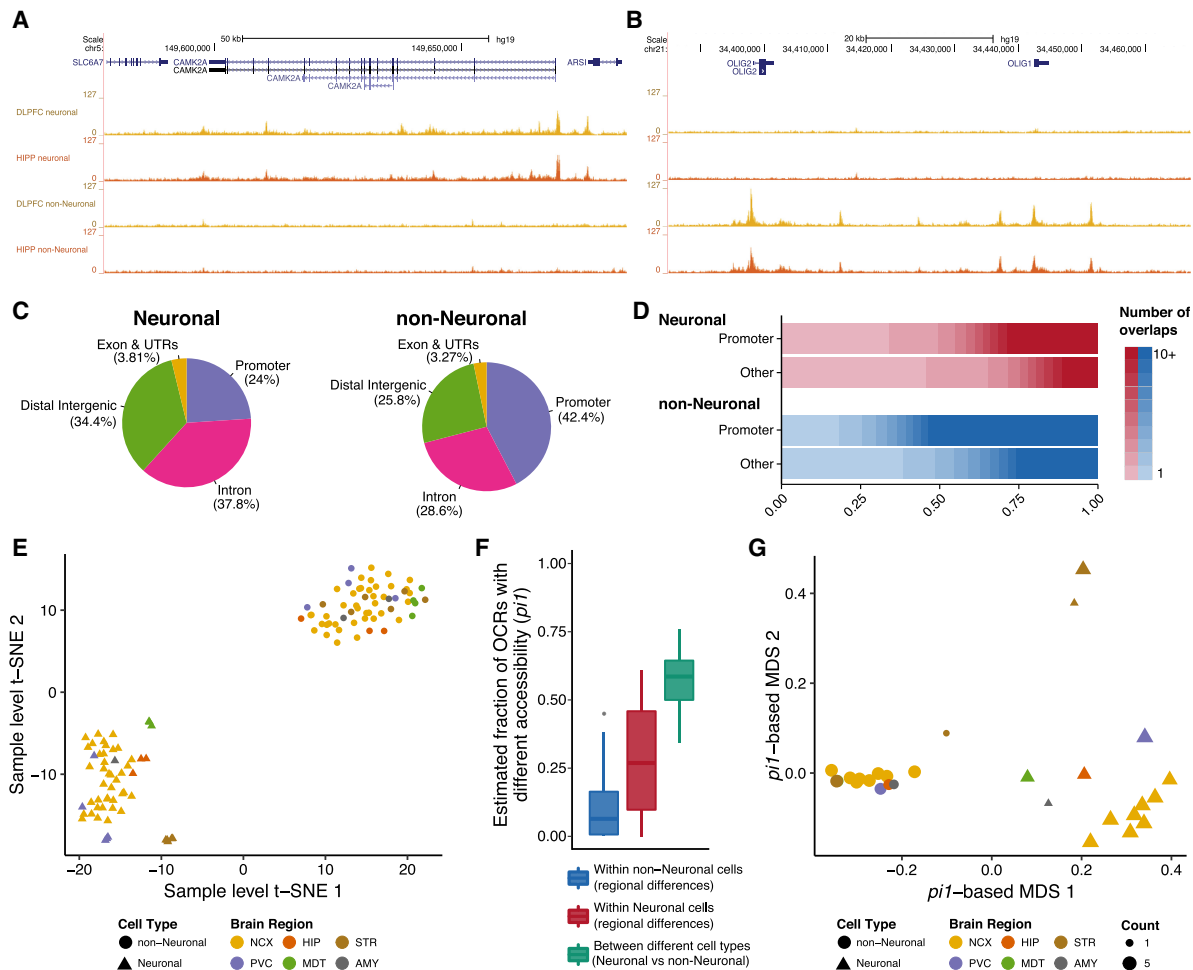 A
Scale
50 kb
hg19
chr5:
149,600,000
149,650,000
SLC6A7
CAMK2A
CAMK2A
CAMK2A
CAMK2A
ARSI
127
DLPFC neuronal
0
127
HIPP neuronal
0
127
DLPFC non-Neuronal
0
127
HIPP non-Neuronal
0
B
Scale
20 kb
hg19
chr21:
34,400,000
34,410,000
34,420,000
34,430,000
34,440,000
34,450,000
34,460,000
OLIG2
OLIG2
OLIG1
127
0
127
0
127
0
127
0
C
Neuronal
Exon & UTRs
(3.81%)
Promoter
(24%)
Distal Intergenic
(34.4%)
Intron
(37.8%)
non-Neuronal
Exon & UTRs
(3.27%)
Distal Intergenic
(25.8%)
Promoter
(42.4%)
Intron
(28.6%)
D
Neuronal
Promoter
Other
non-Neuronal
Promoter
Other
0.00
0.25
0.50
0.75
1.00
Number of
overlaps
10+
1
E
Sample level t-SNE 2
10
0
−10
−20
−10
0
10
20
Sample level t-SNE 1
Cell Type
non-Neuronal
Neuronal
Brain Region
NCX
HIP
STR
PVC
MDT
AMY
F
Estimated fraction of OCRs with
different accessibility (pi1)
1.00
0.75
0.50
0.25
0.00
Within non-Neuronal cells
(regional differences)
Within Neuronal cells
(regional differences)
Between different cell types
(Neuronal vs non-Neuronal)
G
pi1-based MDS 2
0.4
0.2
0.0
−0.2
0.0
0.2
0.4
pi1-based MDS 1
Cell Type
non-Neuronal
Neuronal
Brain Region
NCX
HIP
STR
PVC
MDT
AMY
Count
1
5